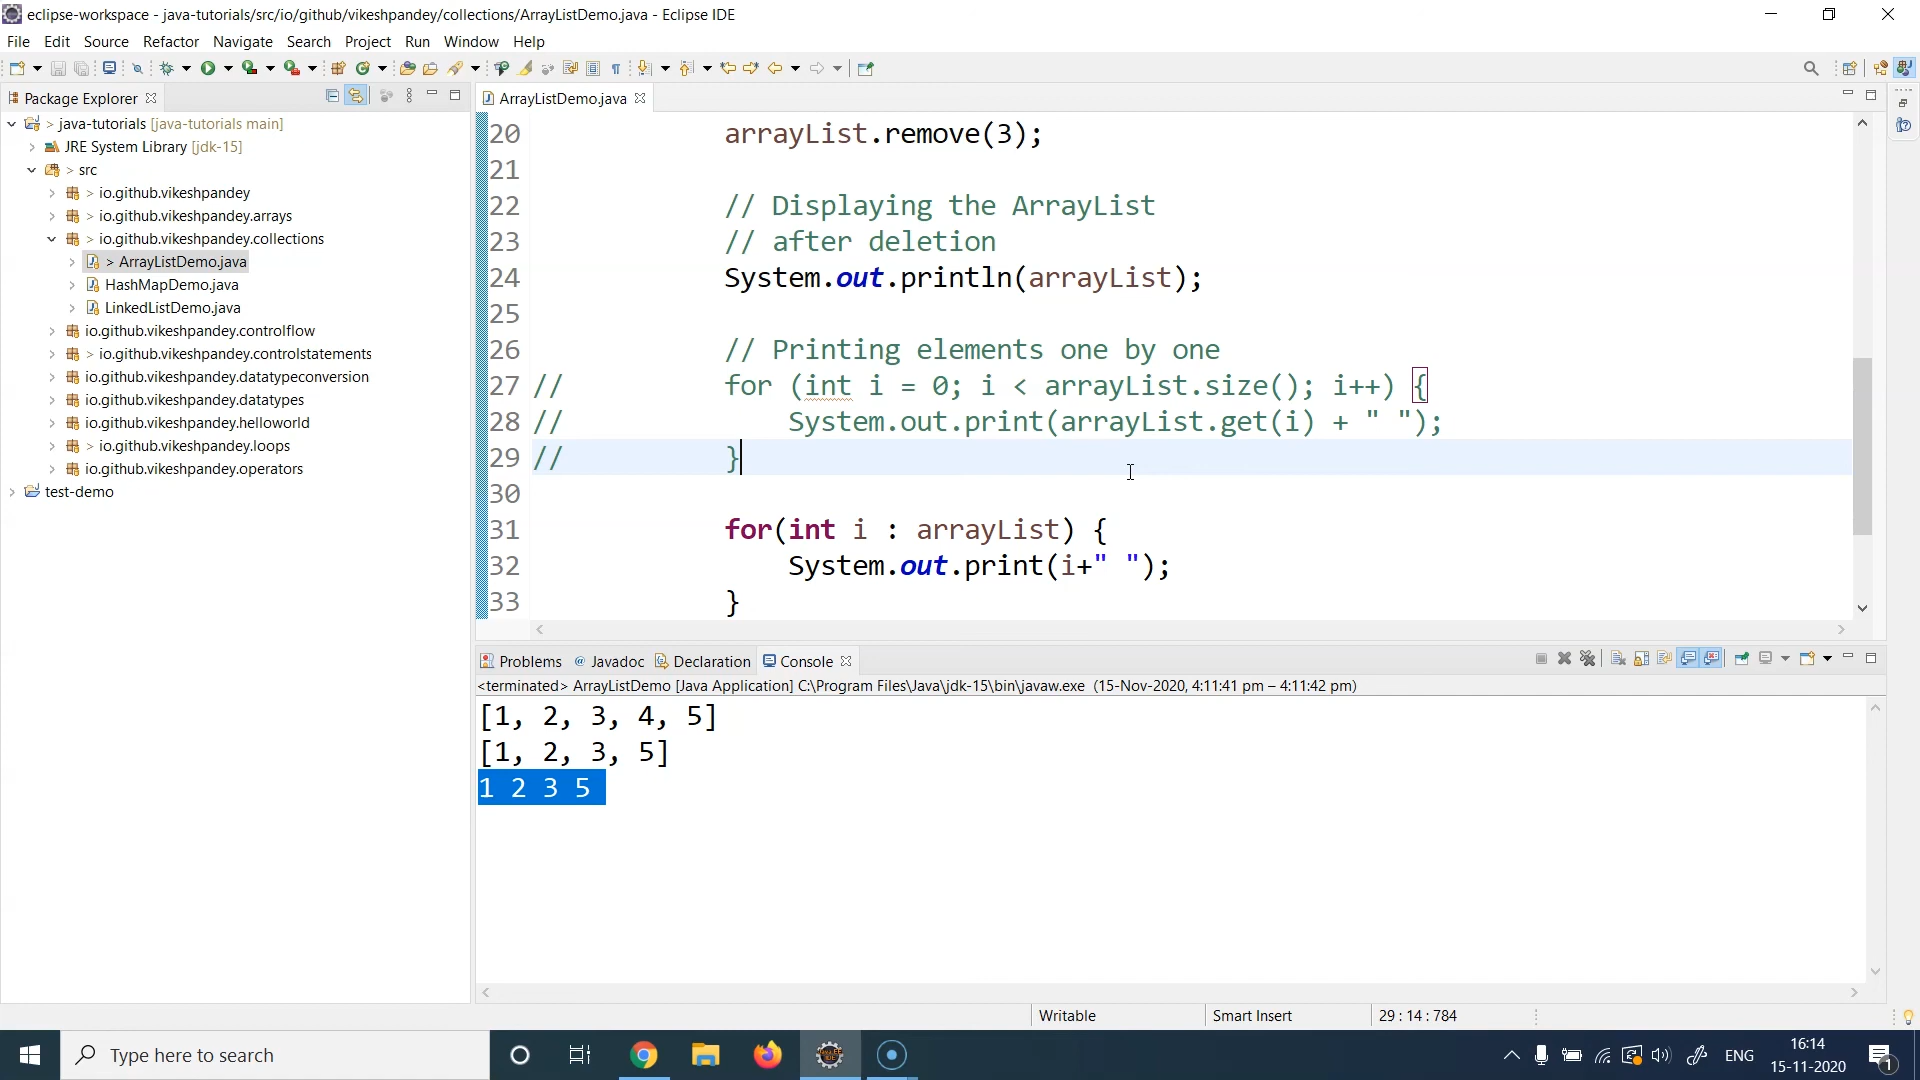 eclipse-workspace - java-tutorials/src/io/github/vikeshpandey/collections/ArrayListDemo.java - Eclipse IDE
File Edit Source Refactor Navigate Search Project Run Window Help
Package Explorer
ArrayListDemo.java
> java-tutorials [java-tutorials main]
JRE System Library [jdk-15]
> src
> io.github.vikeshpandey
> io.github.vikeshpandey.arrays
> io.github.vikeshpandey.collections
> ArrayListDemo.java
HashMapDemo.java
LinkedListDemo.java
io.github.vikeshpandey.controlflow
> io.github.vikeshpandey.controlstatements
io.github.vikeshpandey.datatypeconversion
io.github.vikeshpandey.datatypes
io.github.vikeshpandey.helloworld
> io.github.vikeshpandey.loops
io.github.vikeshpandey.operators
test-demo
20 arrayList.remove(3);
21
22 // Displaying the ArrayList
23 // after deletion
24 System.out.println(arrayList);
25
26 // Printing elements one by one
27 // for (int i = 0; i < arrayList.size(); i++) {
28 // System.out.print(arrayList.get(i) + " ");
29 // }
30
31 for(int i : arrayList) {
32 System.out.print(i+" ");
33 }
Problems @ Javadoc Declaration Console
<terminated> ArrayListDemo [Java Application] C:\Program Files\Java\jdk-15\bin\javaw.exe (15-Nov-2020, 4:11:41 pm – 4:11:42 pm)
[1, 2, 3, 4, 5]
[1, 2, 3, 5]
1 2 3 5
Writable Smart Insert 29 : 14 : 784
Type here to search
ENG
16:14
15-11-2020
1